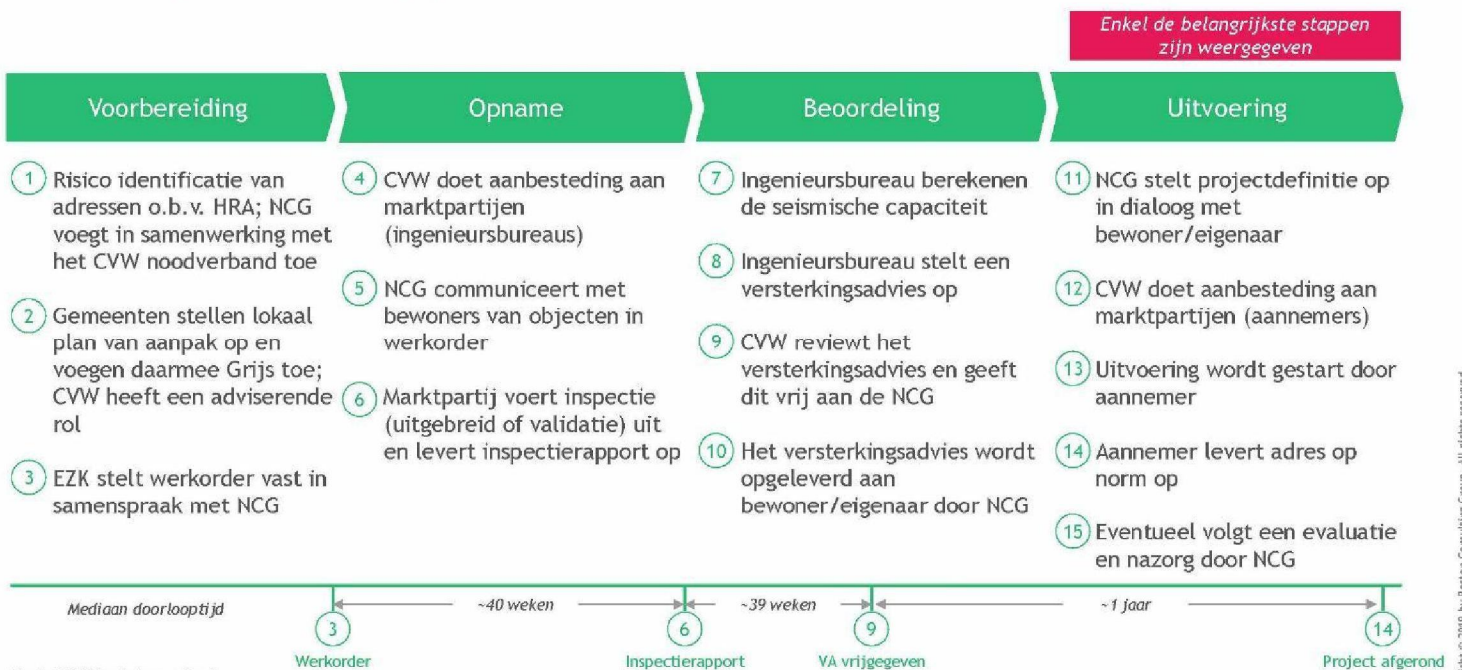 Enkel de belangrijkste stappen
zijn weergegeven
Voorbereiding
Opname
Beoordeling
Uitvoering
1 Risico identificatie van
adressen o.b.v. HRA; NCG
voegt in samenwerking met
het CVW noodverband toe
2 Gemeenten stellen lokaal
plan van aanpak op en
voegen daarmee Grijs toe;
CVW heeft een adviserende
rol
3 EZK stelt werkorder vast in
samenspraak met NCG
4 CVW doet aanbesteding aan
marktpartijen
(ingenieursbureaus)
5 NCG communiceert met
bewoners van objecten in
werkorder
6 Marktpartij voert inspectie
(uitgebreid of validatie) uit
en levert inspectierapport op
7 Ingenieursbureau berekenen
de seismische capaciteit
8 Ingenieursbureau stelt een
versterkingsadvies op
9 CVW reviewt het
versterkingsadvies en geeft
dit vrij aan de NCG
10 Het versterkingsadvies wordt
opgeleverd aan
bewoner/eigenaar door NCG
11 NCG stelt projectdefinitie op
in dialoog met
bewoner/eigenaar
12 CVW doet aanbesteding aan
marktpartijen (aannemers)
13 Uitvoering wordt gestart door
aannemer
14 Aannemer levert adres op
norm op
15 Eventueel volgt een evaluatie
en nazorg door NCG
Mediaan doorlooptijd
~40 weken
~39 weken
~1 jaar
3
6
9
14
Werkorder
Inspectierapport
VA vrijgegeven
Project afgerond
© 2019 by Boston Consulting Group. All rights reserved.